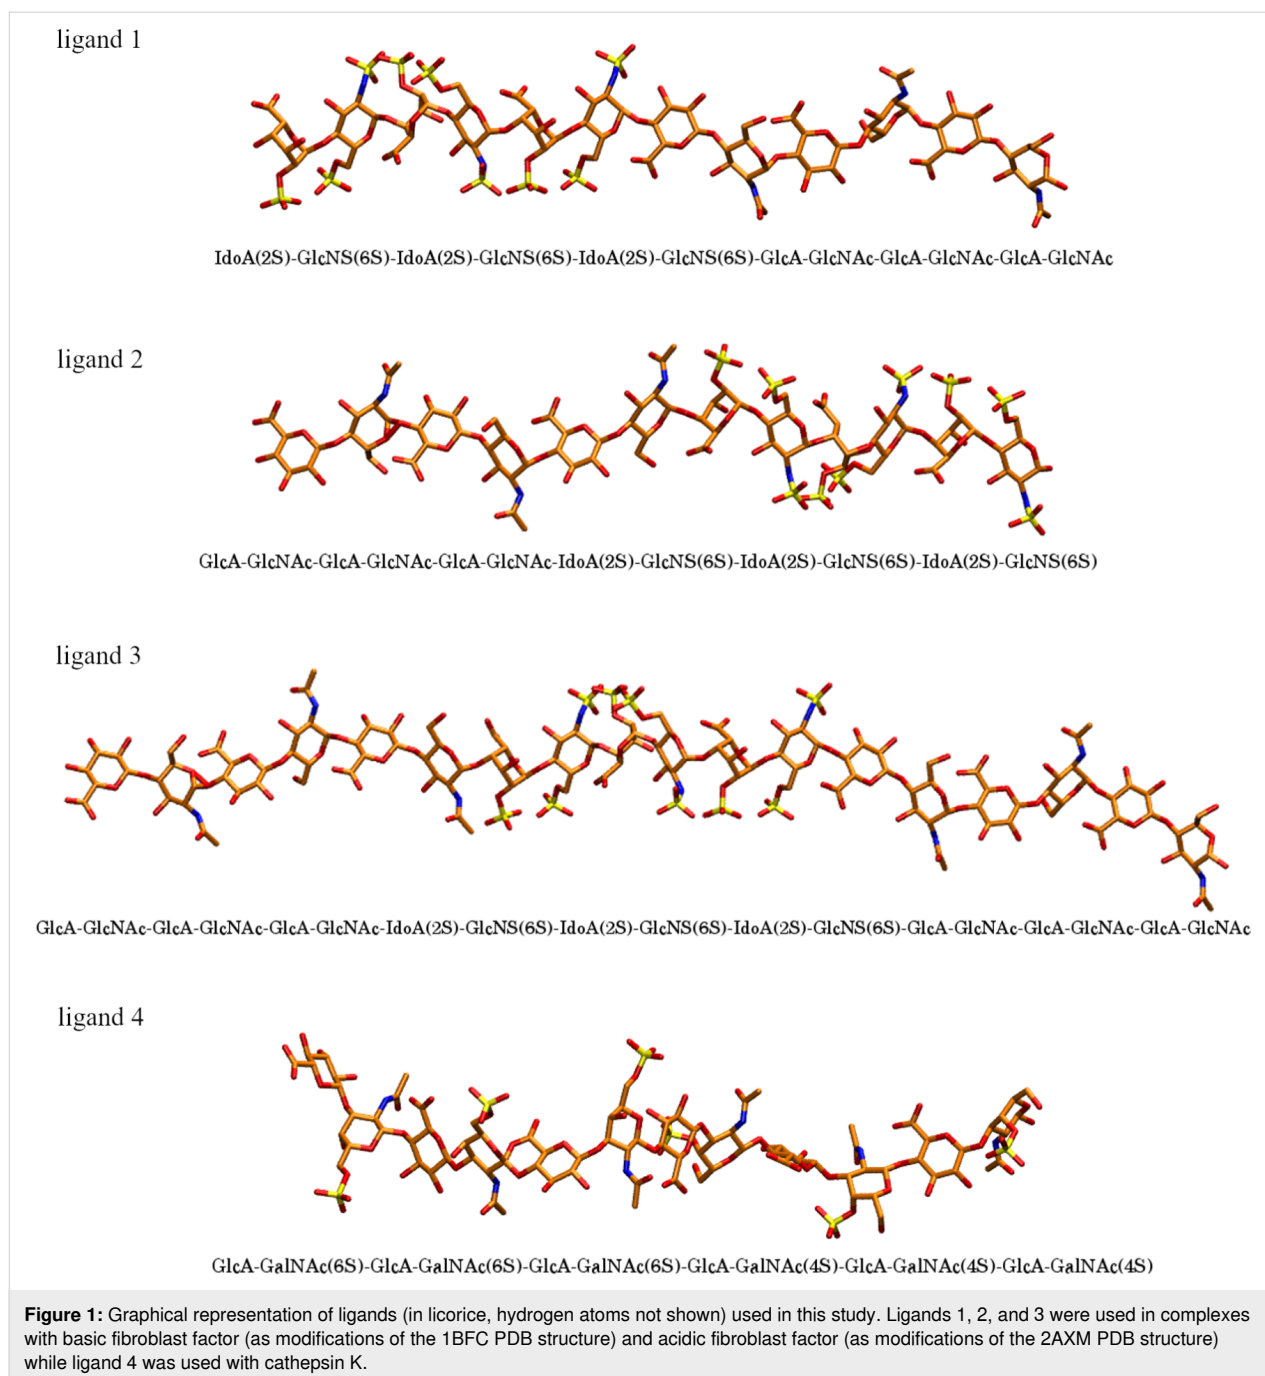 ligand 1
IdoA(2S)-GlcNS(6S)-IdoA(2S)-GlcNS(6S)-IdoA(2S)-GlcNS(6S)-GlcA-GlcNAc-GlcA-GlcNAc-GlcA-GlcNAc
ligand 2
GlcA-GlcNAc-GlcA-GlcNAc-GlcA-GlcNAc-IdoA(2S)-GlcNS(6S)-IdoA(2S)-GlcNS(6S)-IdoA(2S)-GlcNS(6S)
ligand 3
GlcA-GlcNAc-GlcA-GlcNAc-GlcA-GlcNAc-IdoA(2S)-GlcNS(6S)-IdoA(2S)-GlcNS(6S)-IdoA(2S)-GlcNS(6S)-GlcA-GlcNAc-GlcA-GlcNAc-GlcA-GlcNAc
ligand 4
GlcA-GalNAc(6S)-GlcA-GalNAc(6S)-GlcA-GalNAc(6S)-GlcA-GalNAc(4S)-GlcA-GalNAc(4S)-GlcA-GalNAc(4S)
Figure 1: Graphical representation of ligands (in licorice, hydrogen atoms not shown) used in this study. Ligands 1, 2, and 3 were used in complexes
with basic fibroblast factor (as modifications of the 1BFC PDB structure) and acidic fibroblast factor (as modifications of the 2AXM PDB structure)
while ligand 4 was used with cathepsin K.